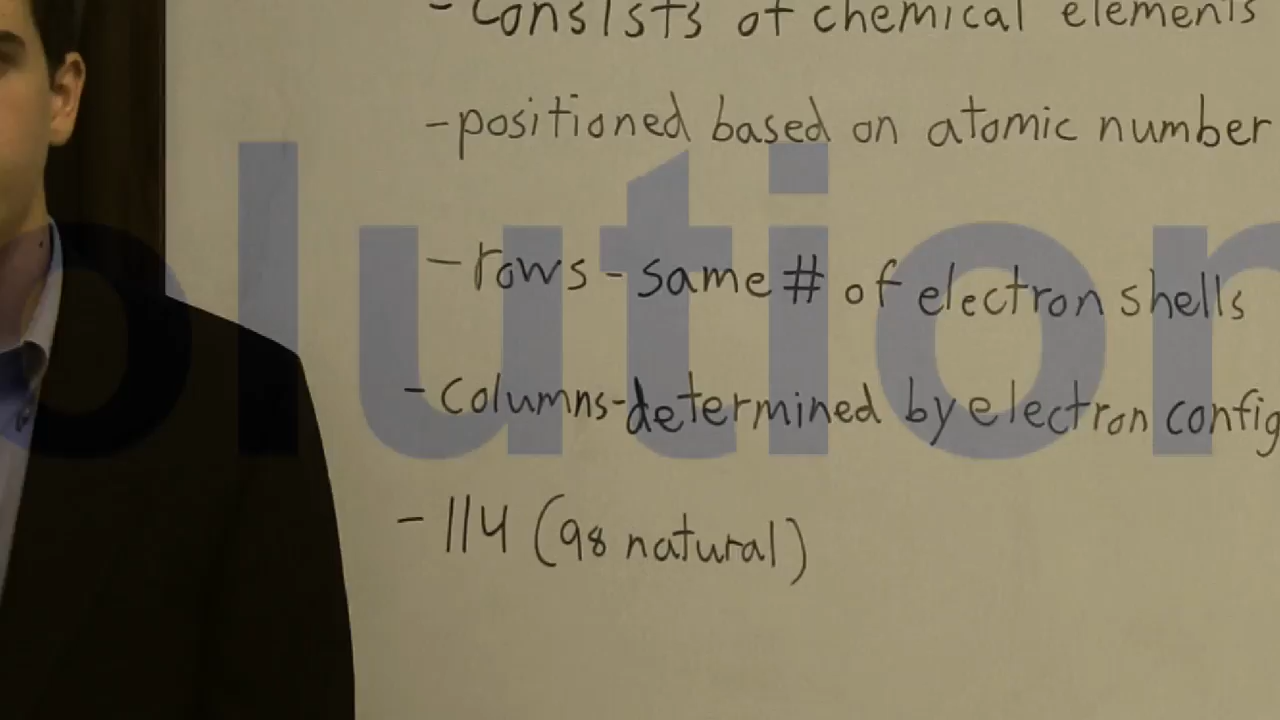 - Consists of chemical elements
- positioned based on atomic number
- rows - same # of electron shells
- columns - determined by electron config
- 114 (98 natural)
olution